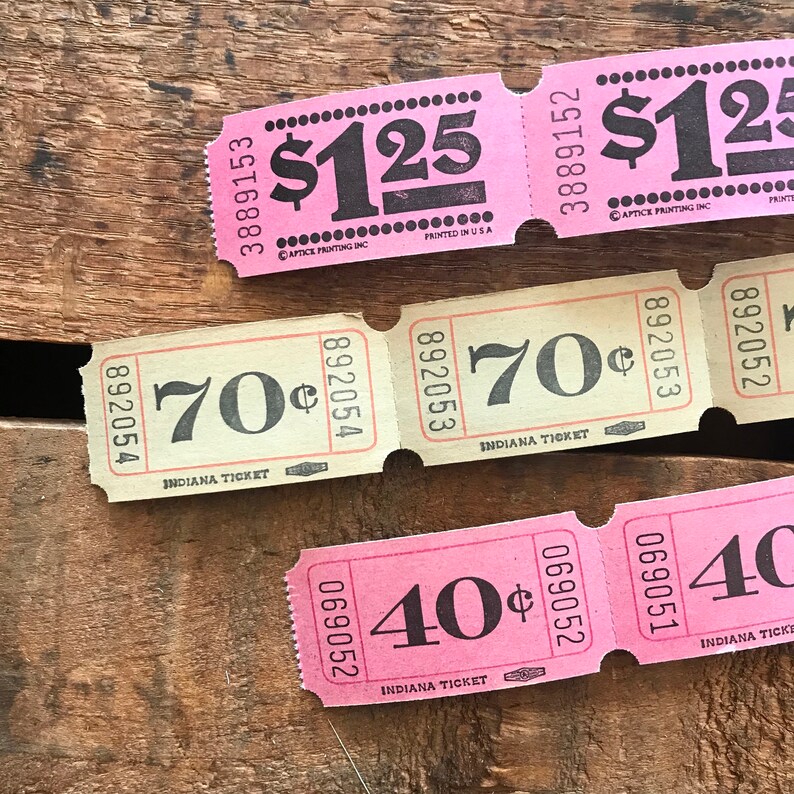 3889153
$1.25
© APTICK PRINTING INC PRINTED IN U S A
3889152
$1.25
© APTICK PRINTING INC
892054
70¢
892054
INDIANA TICKET
892053
70¢
892053
INDIANA TICKET
892052
069052
40¢
069052
INDIANA TICKET
069051
40
INDIANA TICKE